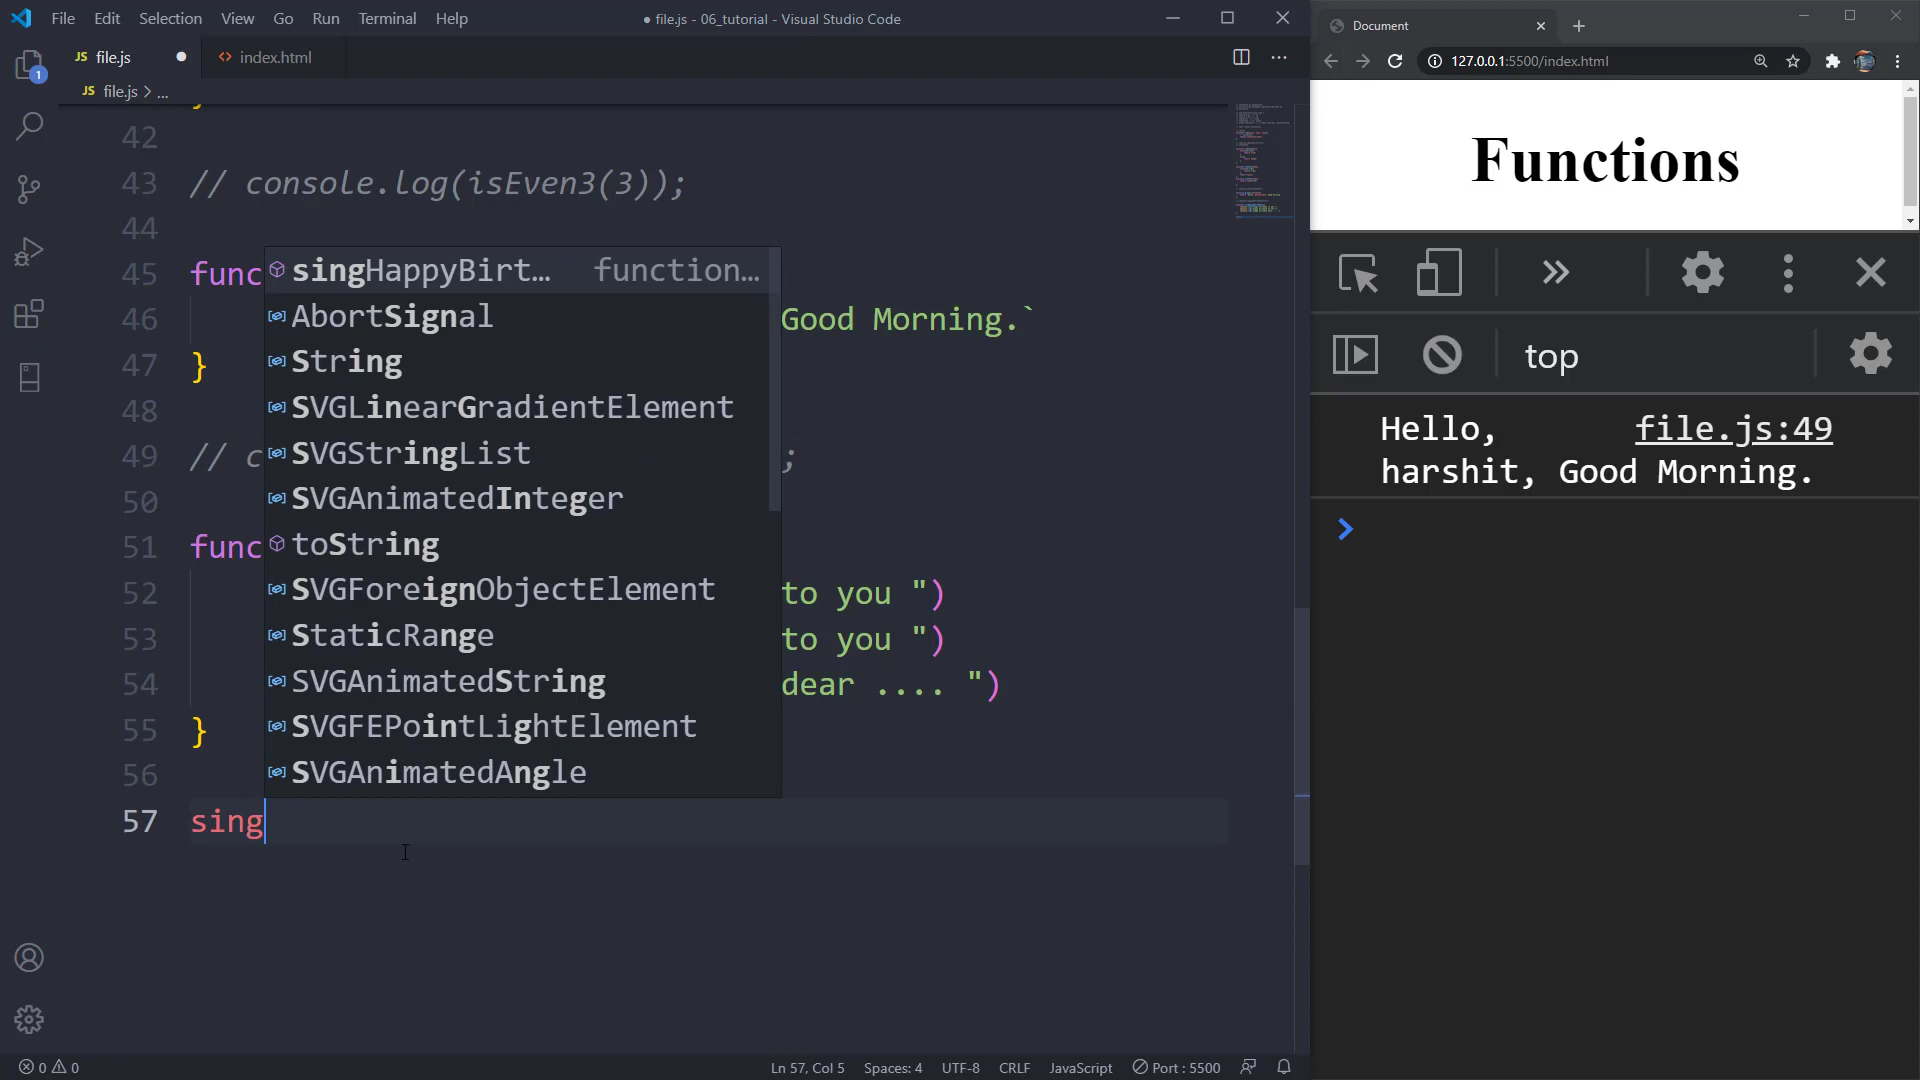 File Edit Selection View Go Run Terminal Help
● file.js - 06_tutorial - Visual Studio Code
JS file.js ● <> index.html
JS file.js > ...
42
43 // console.log(isEven3(3));
44
45 func
46 Good Morning.`
47 }
48
49 // c ;
50
51 func
52 to you ")
53 to you ")
54 dear .... ")
55 }
56
57 sing
singHappyBirt... function...
AbortSignal
String
SVGLinearGradientElement
SVGStringList
SVGAnimatedInteger
toString
SVGForeignObjectElement
StaticRange
SVGAnimatedString
SVGFEPointLightElement
SVGAnimatedAngle
1
0 0
Ln 57, Col 5 Spaces: 4 UTF-8 CRLF JavaScript Port : 5500
Document
127.0.0.1:5500/index.html
Functions
top
Hello, file.js:49
harshit, Good Morning.